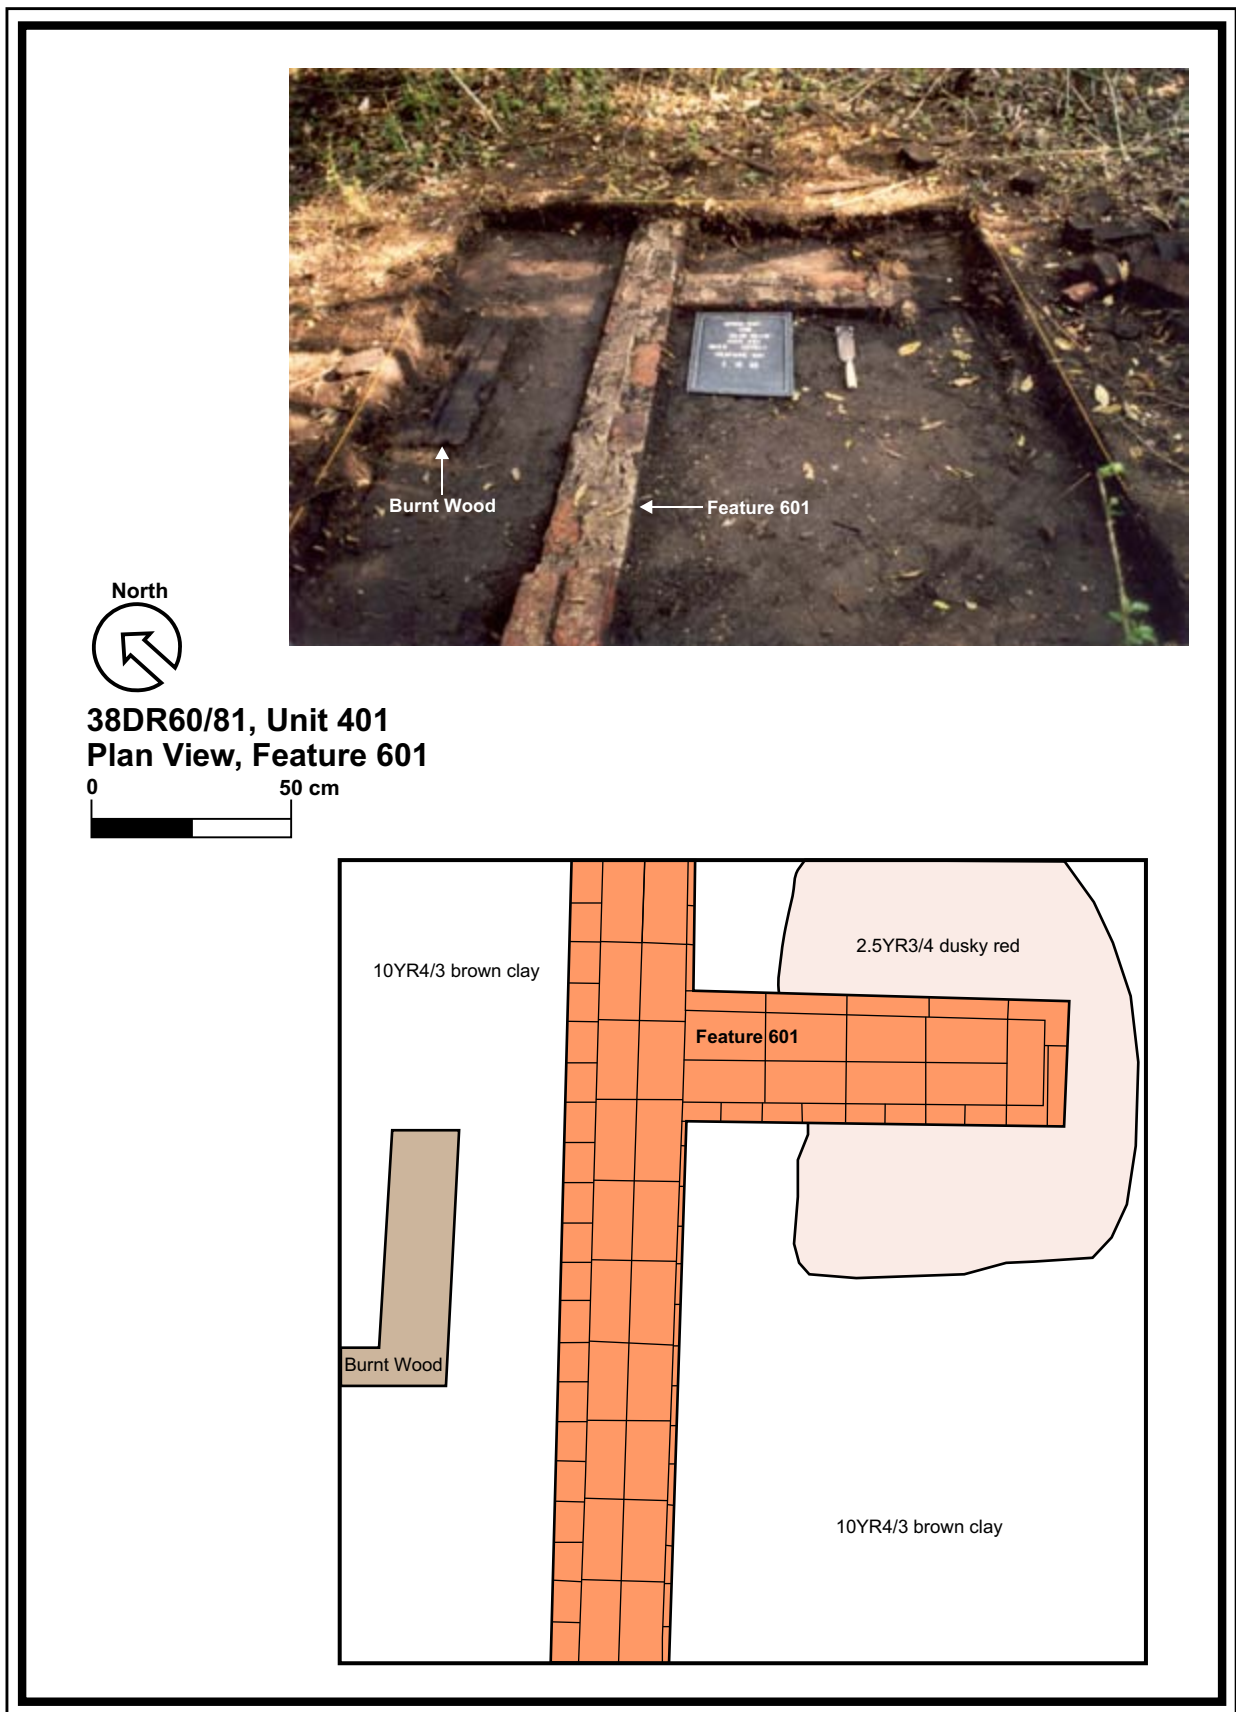 Burnt Wood
Feature 601
North
38DR60/81, Unit 401
Plan View, Feature 601
0 50 cm
10YR4/3 brown clay
2.5YR3/4 dusky red
Feature 601
Burnt Wood
10YR4/3 brown clay